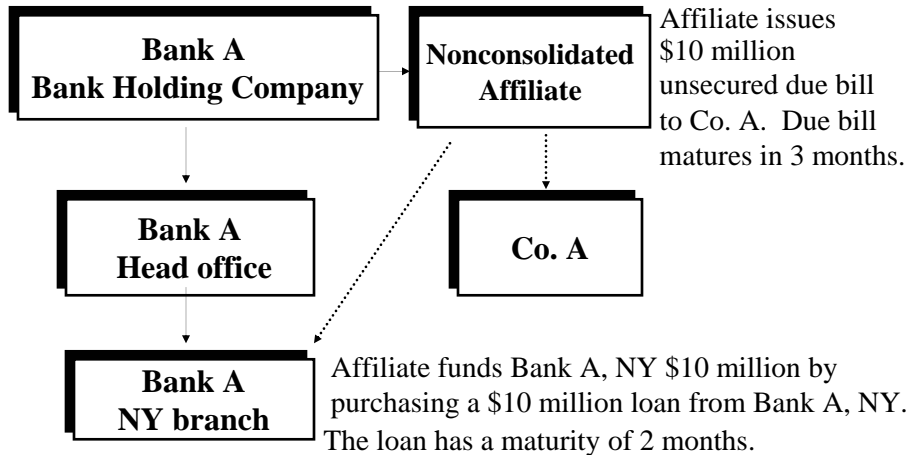 Bank A
Bank Holding Company
Nonconsolidated
Affiliate
Affiliate issues
$10 million
unsecured due bill
to Co. A. Due bill
matures in 3 months.
Bank A
Head office
Co. A
Bank A
NY branch
Affiliate funds Bank A, NY $10 million by
purchasing a $10 million loan from Bank A, NY.
The loan has a maturity of 2 months.